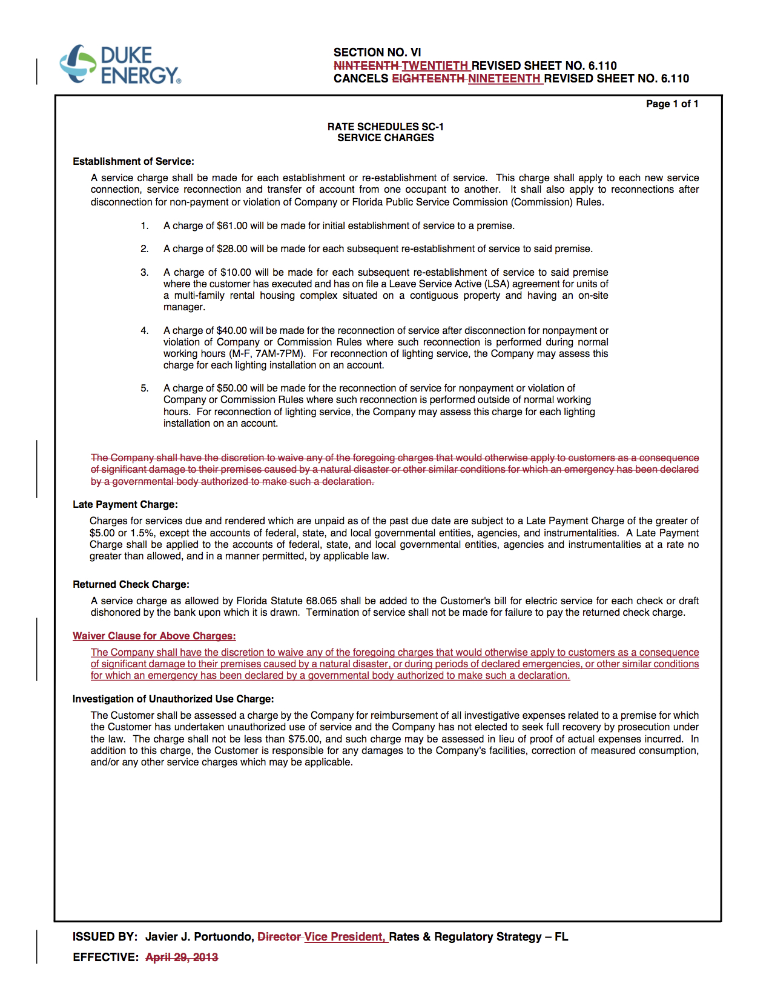 DUKE
ENERGY®
SECTION NO. VI
NINTEENTH TWENTIETH REVISED SHEET NO. 6.110
CANCELS EIGHTEENTH NINETEENTH REVISED SHEET NO. 6.110
Page 1 of 1
RATE SCHEDULES SC-1
SERVICE CHARGES
Establishment of Service:
A service charge shall be made for each establishment or re-establishment of service. This charge shall apply to each new service
connection, service reconnection and transfer of account from one occupant to another. It shall also apply to reconnections after
disconnection for non-payment or violation of Company or Florida Public Service Commission (Commission) Rules.
1. A charge of $61.00 will be made for initial establishment of service to a premise.
2. A charge of $28.00 will be made for each subsequent re-establishment of service to said premise.
3. A charge of $10.00 will be made for each subsequent re-establishment of service to said premise
where the customer has executed and has on file a Leave Service Active (LSA) agreement for units of
a multi-family rental housing complex situated on a contiguous property and having an on-site
manager.
4. A charge of $40.00 will be made for the reconnection of service after disconnection for nonpayment or
violation of Company or Commission Rules where such reconnection is performed during normal
working hours (M-F, 7AM-7PM). For reconnection of lighting service, the Company may assess this
charge for each lighting installation on an account.
5. A charge of $50.00 will be made for the reconnection of service for nonpayment or violation of
Company or Commission Rules where such reconnection is performed outside of normal working
hours. For reconnection of lighting service, the Company may assess this charge for each lighting
installation on an account.
The Company shall have the discretion to waive any of the foregoing charges that would otherwise apply to customers as a consequence
of significant damage to their premises caused by a natural disaster or other similar conditions for which an emergency has been declared
by a governmental body authorized to make such a declaration.
Late Payment Charge:
Charges for services due and rendered which are unpaid as of the past due date are subject to a Late Payment Charge of the greater of
$5.00 or 1.5%, except the accounts of federal, state, and local governmental entities, agencies, and instrumentalities. A Late Payment
Charge shall be applied to the accounts of federal, state, and local governmental entities, agencies and instrumentalities at a rate no
greater than allowed, and in a manner permitted, by applicable law.
Returned Check Charge:
A service charge as allowed by Florida Statute 68.065 shall be added to the Customer's bill for electric service for each check or draft
dishonored by the bank upon which it is drawn. Termination of service shall not be made for failure to pay the returned check charge.
Waiver Clause for Above Charges:
The Company shall have the discretion to waive any of the foregoing charges that would otherwise apply to customers as a consequence
of significant damage to their premises caused by a natural disaster, or during periods of declared emergencies, or other similar conditions
for which an emergency has been declared by a governmental body authorized to make such a declaration.
Investigation of Unauthorized Use Charge:
The Customer shall be assessed a charge by the Company for reimbursement of all investigative expenses related to a premise for which
the Customer has undertaken unauthorized use of service and the Company has not elected to seek full recovery by prosecution under
the law. The charge shall not be less than $75.00, and such charge may be assessed in lieu of proof of actual expenses incurred. In
addition to this charge, the Customer is responsible for any damages to the Company’s facilities, correction of measured consumption,
and/or any other service charges which may be applicable.
ISSUED BY: Javier J. Portuondo, Director Vice President, Rates & Regulatory Strategy – FL
EFFECTIVE: April 29, 2013